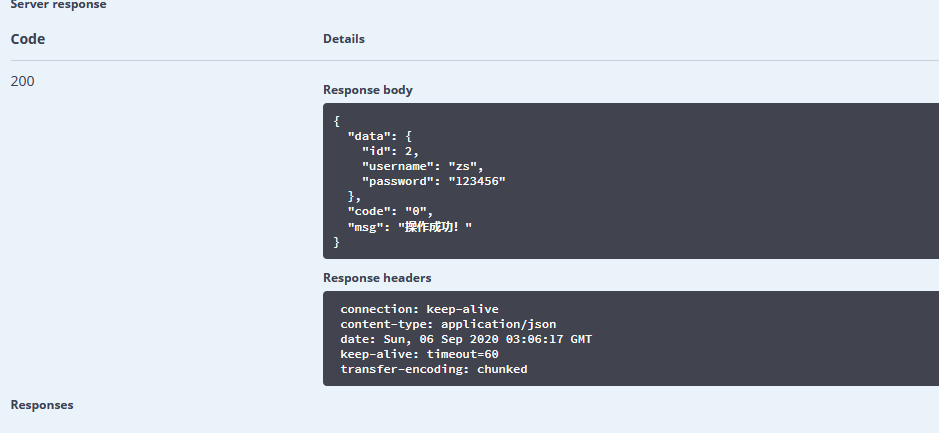 Server response
Code Details
200
Response body
{
"data": {
"id": 2,
"username": "zs",
"password": "123456"
},
"code": "0",
"msg": "操作成功！"
}
Response headers
connection: keep-alive
content-type: application/json
date: Sun, 06 Sep 2020 03:06:17 GMT
keep-alive: timeout=60
transfer-encoding: chunked
Responses